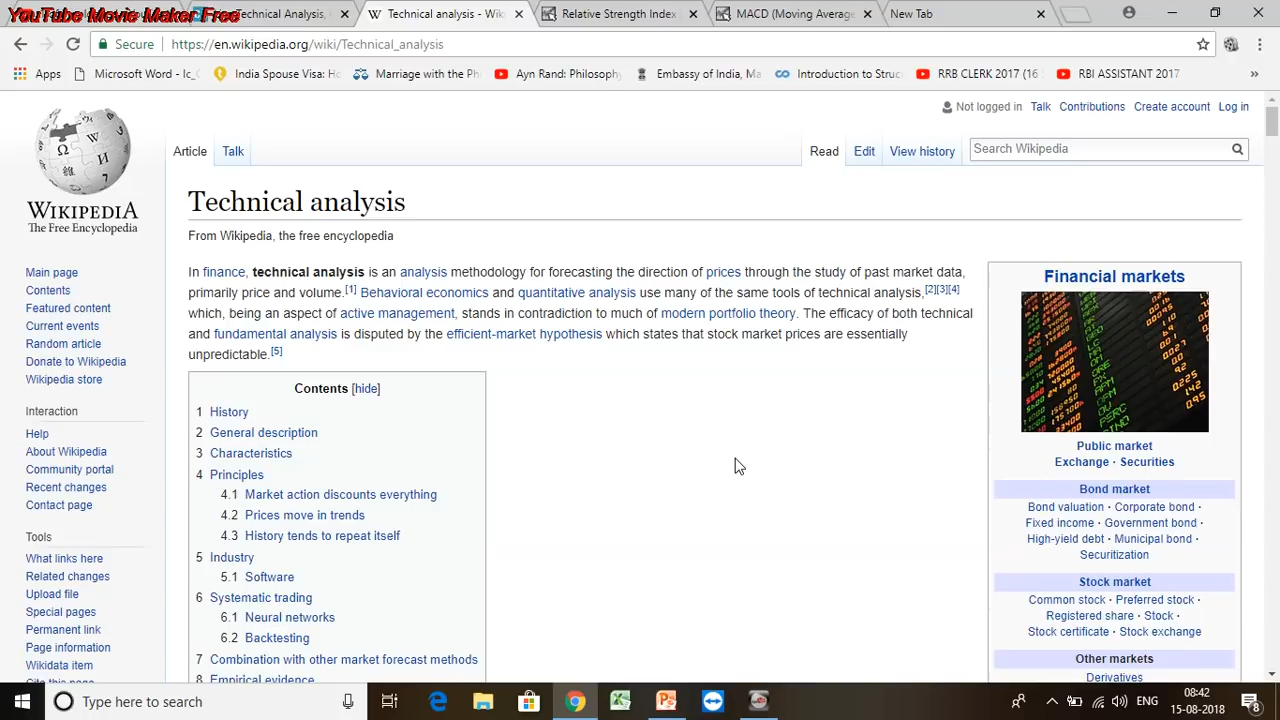 YouTube Movie Maker Free
Technical Analysis,
Technical analysis - Wi
Relative Strength Index
MACD (Moving average
New Tab
Secure
https://en.wikipedia.org/wiki/Technical_analysis
Apps
Microsoft Word - lc_
India Spouse Visa: Ho
Marriage with the Ph
Ayn Rand: Philosoph
Embassy of India, Ma
Introduction to Struc
RRB CLERK 2017 (16
RBI ASSISTANT 2017
»
Not logged in Talk Contributions Create account Log in
WIKIPEDIA
The Free Encyclopedia
Article Talk
Read Edit View history
Search Wikipedia
Technical analysis
From Wikipedia, the free encyclopedia
In finance, technical analysis is an analysis methodology for forecasting the direction of prices through the study of past market data,
primarily price and volume.[1] Behavioral economics and quantitative analysis use many of the same tools of technical analysis,[2][3][4]
which, being an aspect of active management, stands in contradiction to much of modern portfolio theory. The efficacy of both technical
and fundamental analysis is disputed by the efficient-market hypothesis which states that stock market prices are essentially
unpredictable.[5]
Contents [hide]
1 History
2 General description
3 Characteristics
4 Principles
4.1 Market action discounts everything
4.2 Prices move in trends
4.3 History tends to repeat itself
5 Industry
5.1 Software
6 Systematic trading
6.1 Neural networks
6.2 Backtesting
7 Combination with other market forecast methods
8 Empirical evidence
Main page
Contents
Featured content
Current events
Random article
Donate to Wikipedia
Wikipedia store
Interaction
Help
About Wikipedia
Community portal
Recent changes
Contact page
Tools
What links here
Related changes
Upload file
Special pages
Permanent link
Page information
Wikidata item
Cite this page
Financial markets
Public market
Exchange · Securities
Bond market
Bond valuation · Corporate bond ·
Fixed income · Government bond ·
High-yield debt · Municipal bond ·
Securitization
Stock market
Common stock · Preferred stock ·
Registered share · Stock ·
Stock certificate · Stock exchange
Other markets
Derivatives
Type here to search
ENG
08:42
15-08-2018
8